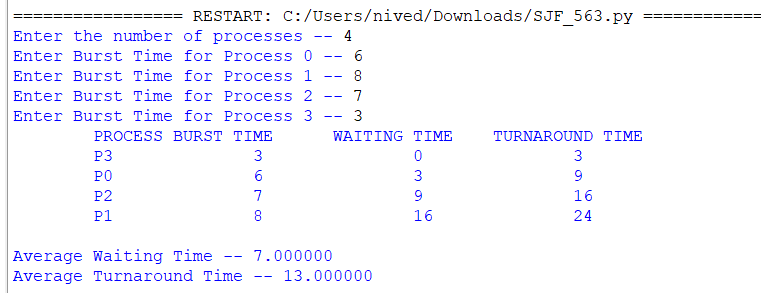 ================= RESTART: C:/Users/nived/Downloads/SJF_563.py ============
Enter the number of processes -- 4
Enter Burst Time for Process 0 -- 6
Enter Burst Time for Process 1 -- 8
Enter Burst Time for Process 2 -- 7
Enter Burst Time for Process 3 -- 3
PROCESS BURST TIME WAITING TIME TURNAROUND TIME
P3 3 0 3
P0 6 3 9
P2 7 9 16
P1 8 16 24
Average Waiting Time -- 7.000000
Average Turnaround Time -- 13.000000